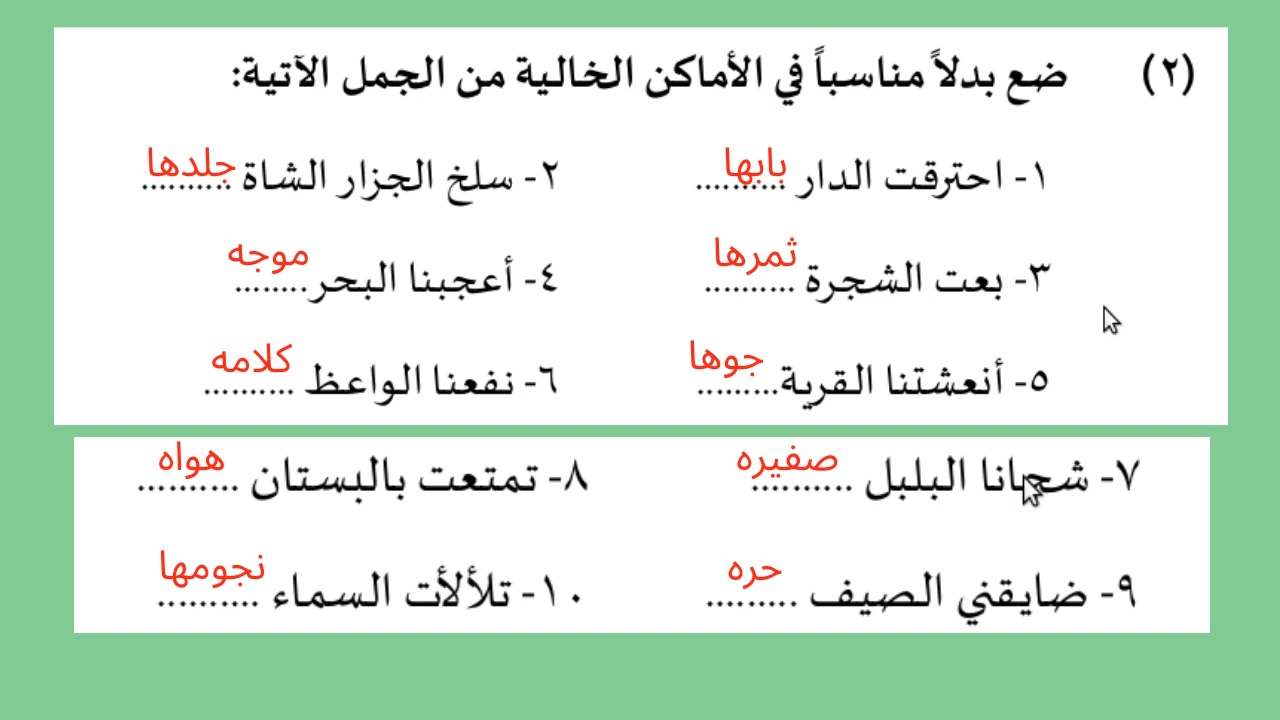 (٢) ضع بدلاً مناسباً في الأماكن الخالية من الجمل الآتية:
١- احترقت الدار .......... بابها
٢- سلخ الجزار الشاة .......... جلدها
٣- بعت الشجرة .......... ثمرها
٤- أعجبنا البحر ........ موجه
٥- أنعشتنا القرية ......... جوها
٦- نفعنا الواعظ .......... كلامه
٧- شجانا البلبل .......... صفيره
٨- تمتعت بالبستان .......... هواه
٩- ضايقني الصيف ......... حره
١٠- تلألأت السماء .......... نجومها